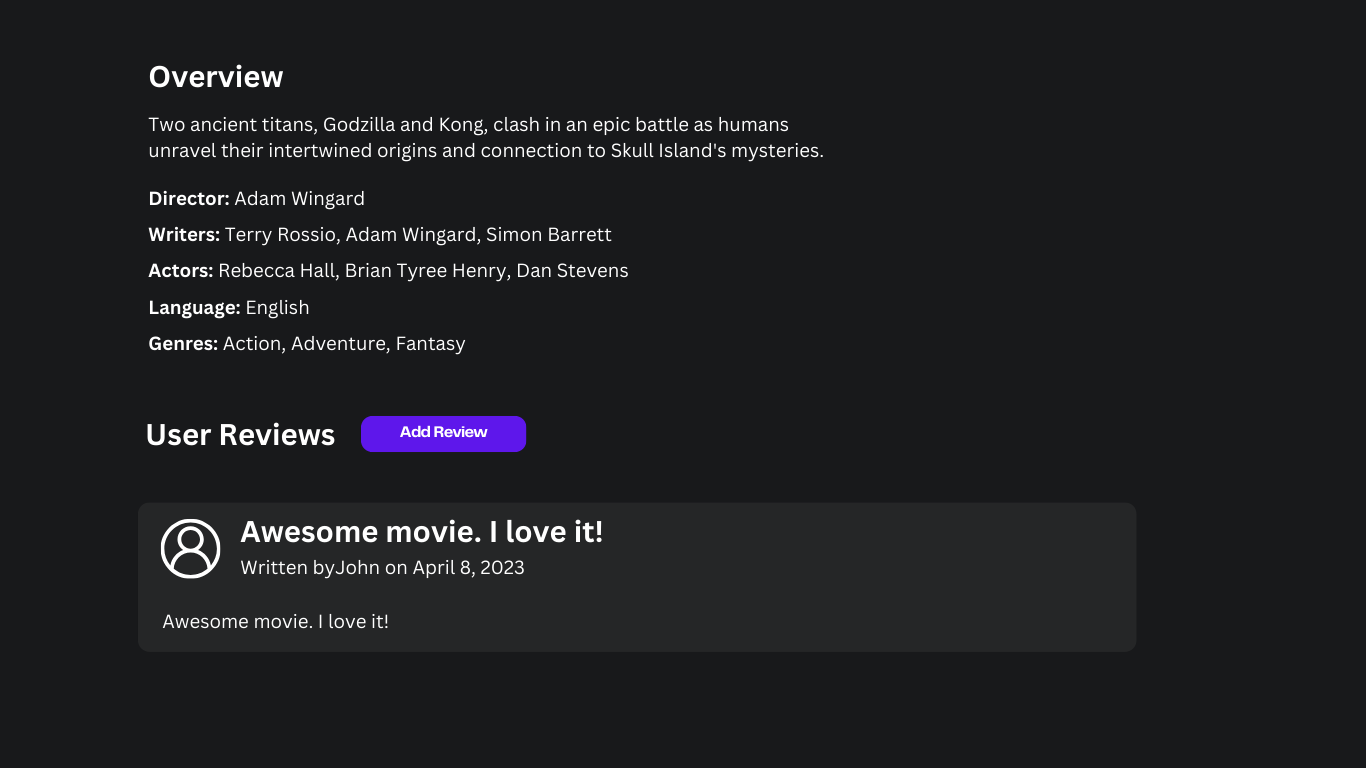 Overview
Two ancient titans, Godzilla and Kong, clash in an epic battle as humans
unravel their intertwined origins and connection to Skull Island's mysteries.
Director: Adam Wingard
Writers: Terry Rossio, Adam Wingard, Simon Barrett
Actors: Rebecca Hall, Brian Tyree Henry, Dan Stevens
Language: English
Genres: Action, Adventure, Fantasy
User Reviews
Add Review
Awesome movie. I love it!
Written byJohn on April 8, 2023
Awesome movie. I love it!